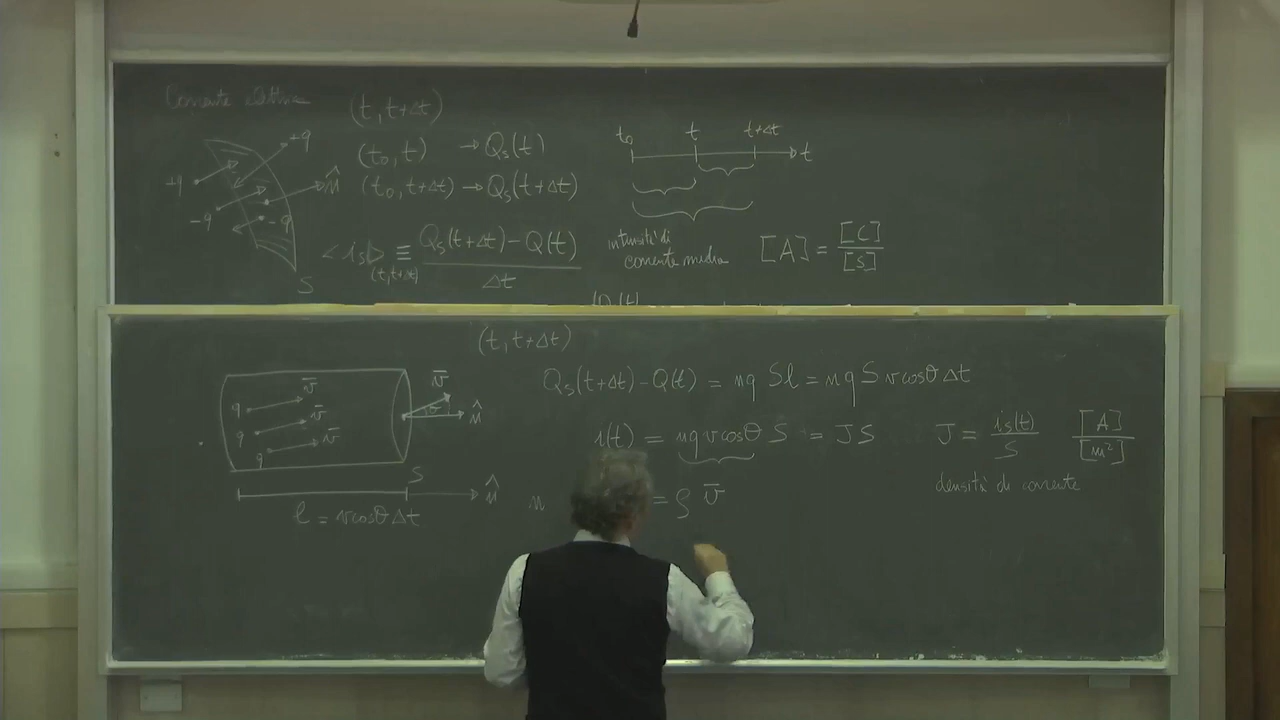 Corrente elettrica
(t, t+Δt)
(t₀, t) → Qₛ(t)
(t₀, t+Δt) → Qₛ(t+Δt)
+q
+q
-q
-q
n̂
S
<iₛ>(t, t+Δt) ≡ (Qₛ(t+Δt) - Q(t)) / Δt
t₀ t t+Δt t
intensità di
corrente media
[A] = [C] / [s]
(t, t+Δt)
Qₛ(t+Δt) - Q(t) = nq Sl = nq S v cosθ Δt
q v̄
q v̄
q v̄
v̄
θ
n̂
S
n̂
l = v cosθ Δt
i(t) = nq v cosθ S = JS
J = iₛ(t) / S [A] / [m²]
densità di corrente
n
= ρ v̄